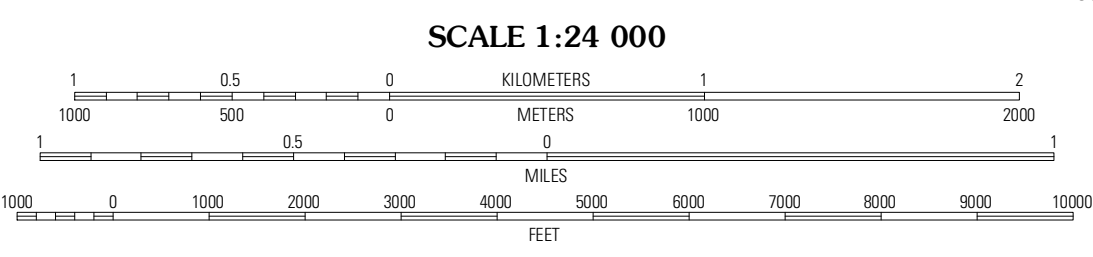 SCALE 1:24 000
1 0.5 0 KILOMETERS 1 2
1000 500 0 METERS 1000 2000
1 0.5 0 1
MILES
1000 0 1000 2000 3000 4000 5000 6000 7000 8000 9000 10000
FEET